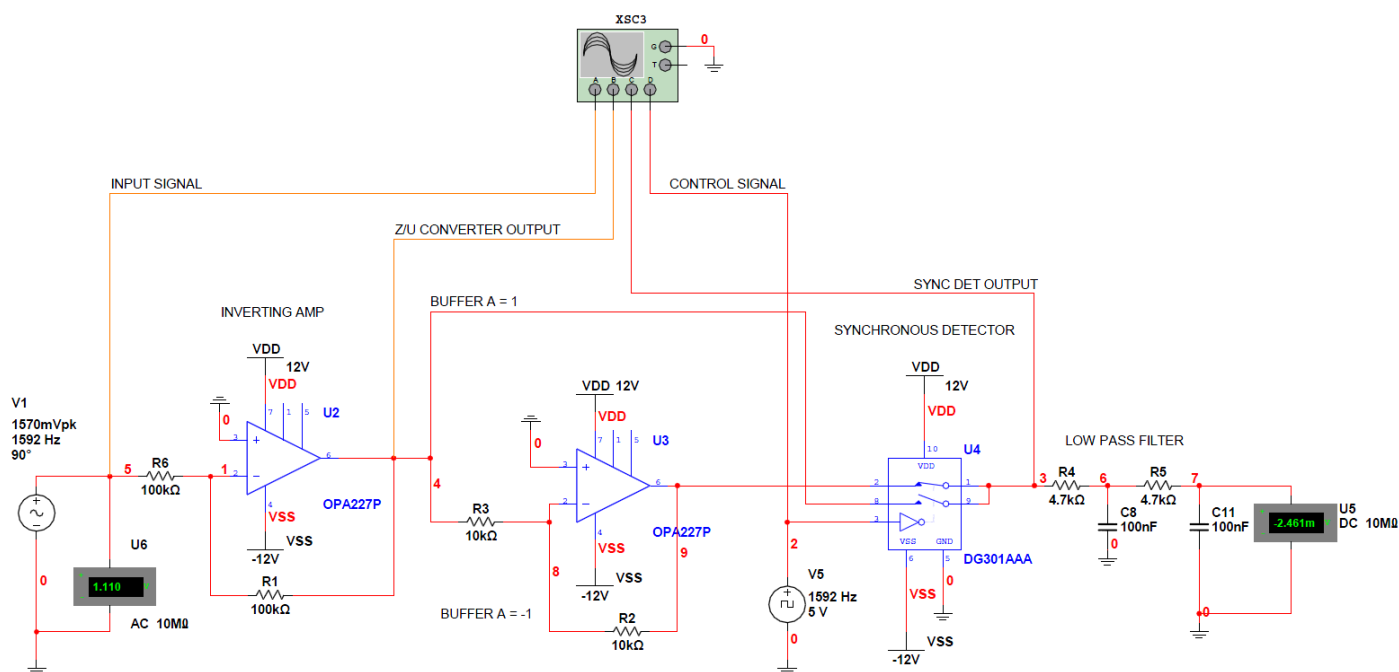 XSC3
G
0
T
A B C D
INPUT SIGNAL
CONTROL SIGNAL
Z/U CONVERTER OUTPUT
SYNC DET OUTPUT
BUFFER A = 1
INVERTING AMP
SYNCHRONOUS DETECTOR
VDD
12V
VDD
U2
7 1 5
0
3
2
6
4
OPA227P
VSS
-12V
VSS
V1
1570mVpk
1592 Hz
90°
5
R6
100kΩ
1
U6
1.110 V
AC 10MΩ
0
R1
100kΩ
4
R3
10kΩ
VDD 12V
VDD
U3
7 1 5
0
3
2
6
4
OPA227P
VSS
-12V
VSS
8
9
R2
10kΩ
BUFFER A = -1
VDD
12V
VDD
10
U4
VDD
2
8
3
1
9
VSS GND
6 5
DG301AAA
VSS
0
-12V
VSS
2
V5
1592 Hz
5 V
0
LOW PASS FILTER
3
R4
4.7kΩ
6
R5
4.7kΩ
7
C8
100nF
0
C11
100nF
0
U5
-2.461m V
DC 10MΩ